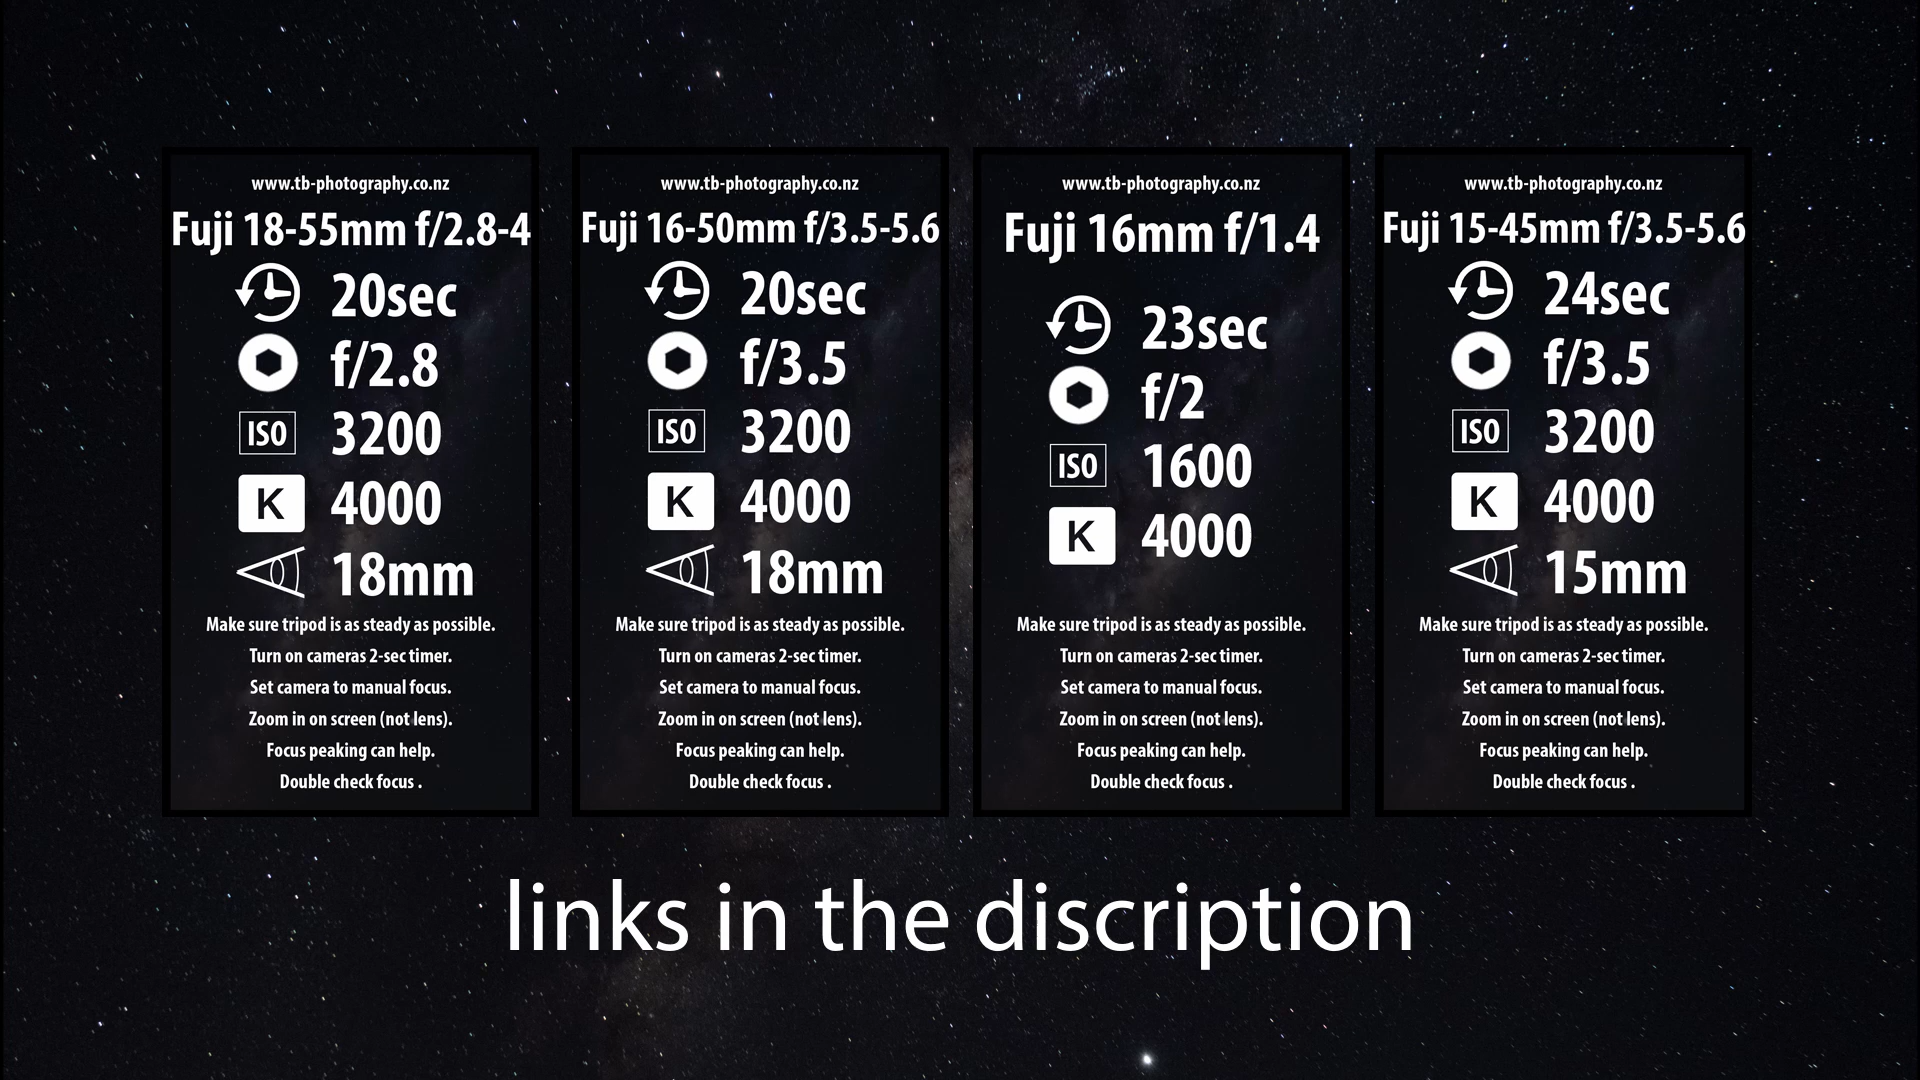 www.tb-photography.co.nz
Fuji 18-55mm f/2.8-4
20sec
f/2.8
ISO 3200
K 4000
18mm
Make sure tripod is as steady as possible.
Turn on cameras 2-sec timer.
Set camera to manual focus.
Zoom in on screen (not lens).
Focus peaking can help.
Double check focus .
www.tb-photography.co.nz
Fuji 16-50mm f/3.5-5.6
20sec
f/3.5
ISO 3200
K 4000
18mm
Make sure tripod is as steady as possible.
Turn on cameras 2-sec timer.
Set camera to manual focus.
Zoom in on screen (not lens).
Focus peaking can help.
Double check focus .
www.tb-photography.co.nz
Fuji 16mm f/1.4
23sec
f/2
ISO 1600
K 4000
Make sure tripod is as steady as possible.
Turn on cameras 2-sec timer.
Set camera to manual focus.
Zoom in on screen (not lens).
Focus peaking can help.
Double check focus .
www.tb-photography.co.nz
Fuji 15-45mm f/3.5-5.6
24sec
f/3.5
ISO 3200
K 4000
15mm
Make sure tripod is as steady as possible.
Turn on cameras 2-sec timer.
Set camera to manual focus.
Zoom in on screen (not lens).
Focus peaking can help.
Double check focus .
links in the discription